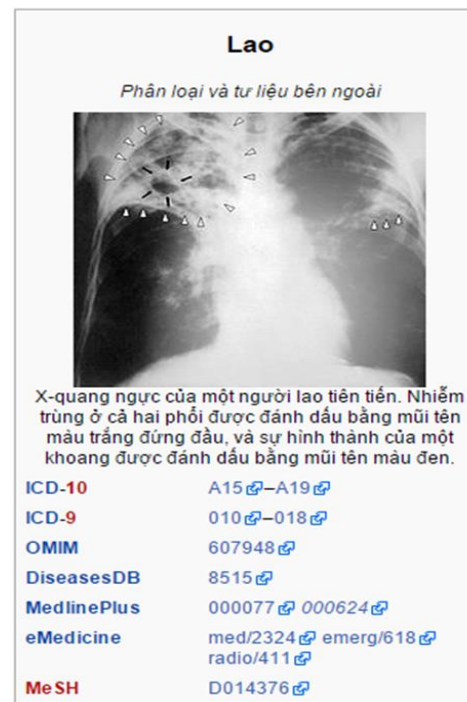 Lao
Phân loại và tư liệu bên ngoài
X-quang ngực của một người lao tiên tiến. Nhiễm
trùng ở cả hai phổi được đánh dấu bằng mũi tên
màu trắng đứng đầu, và sự hình thành của một
khoang được đánh dấu bằng mũi tên màu đen.
ICD-10 A15–A19
ICD-9 010–018
OMIM 607948
DiseasesDB 8515
MedlinePlus 000077 000624
eMedicine med/2324 emerg/618
radio/411
MeSH D014376